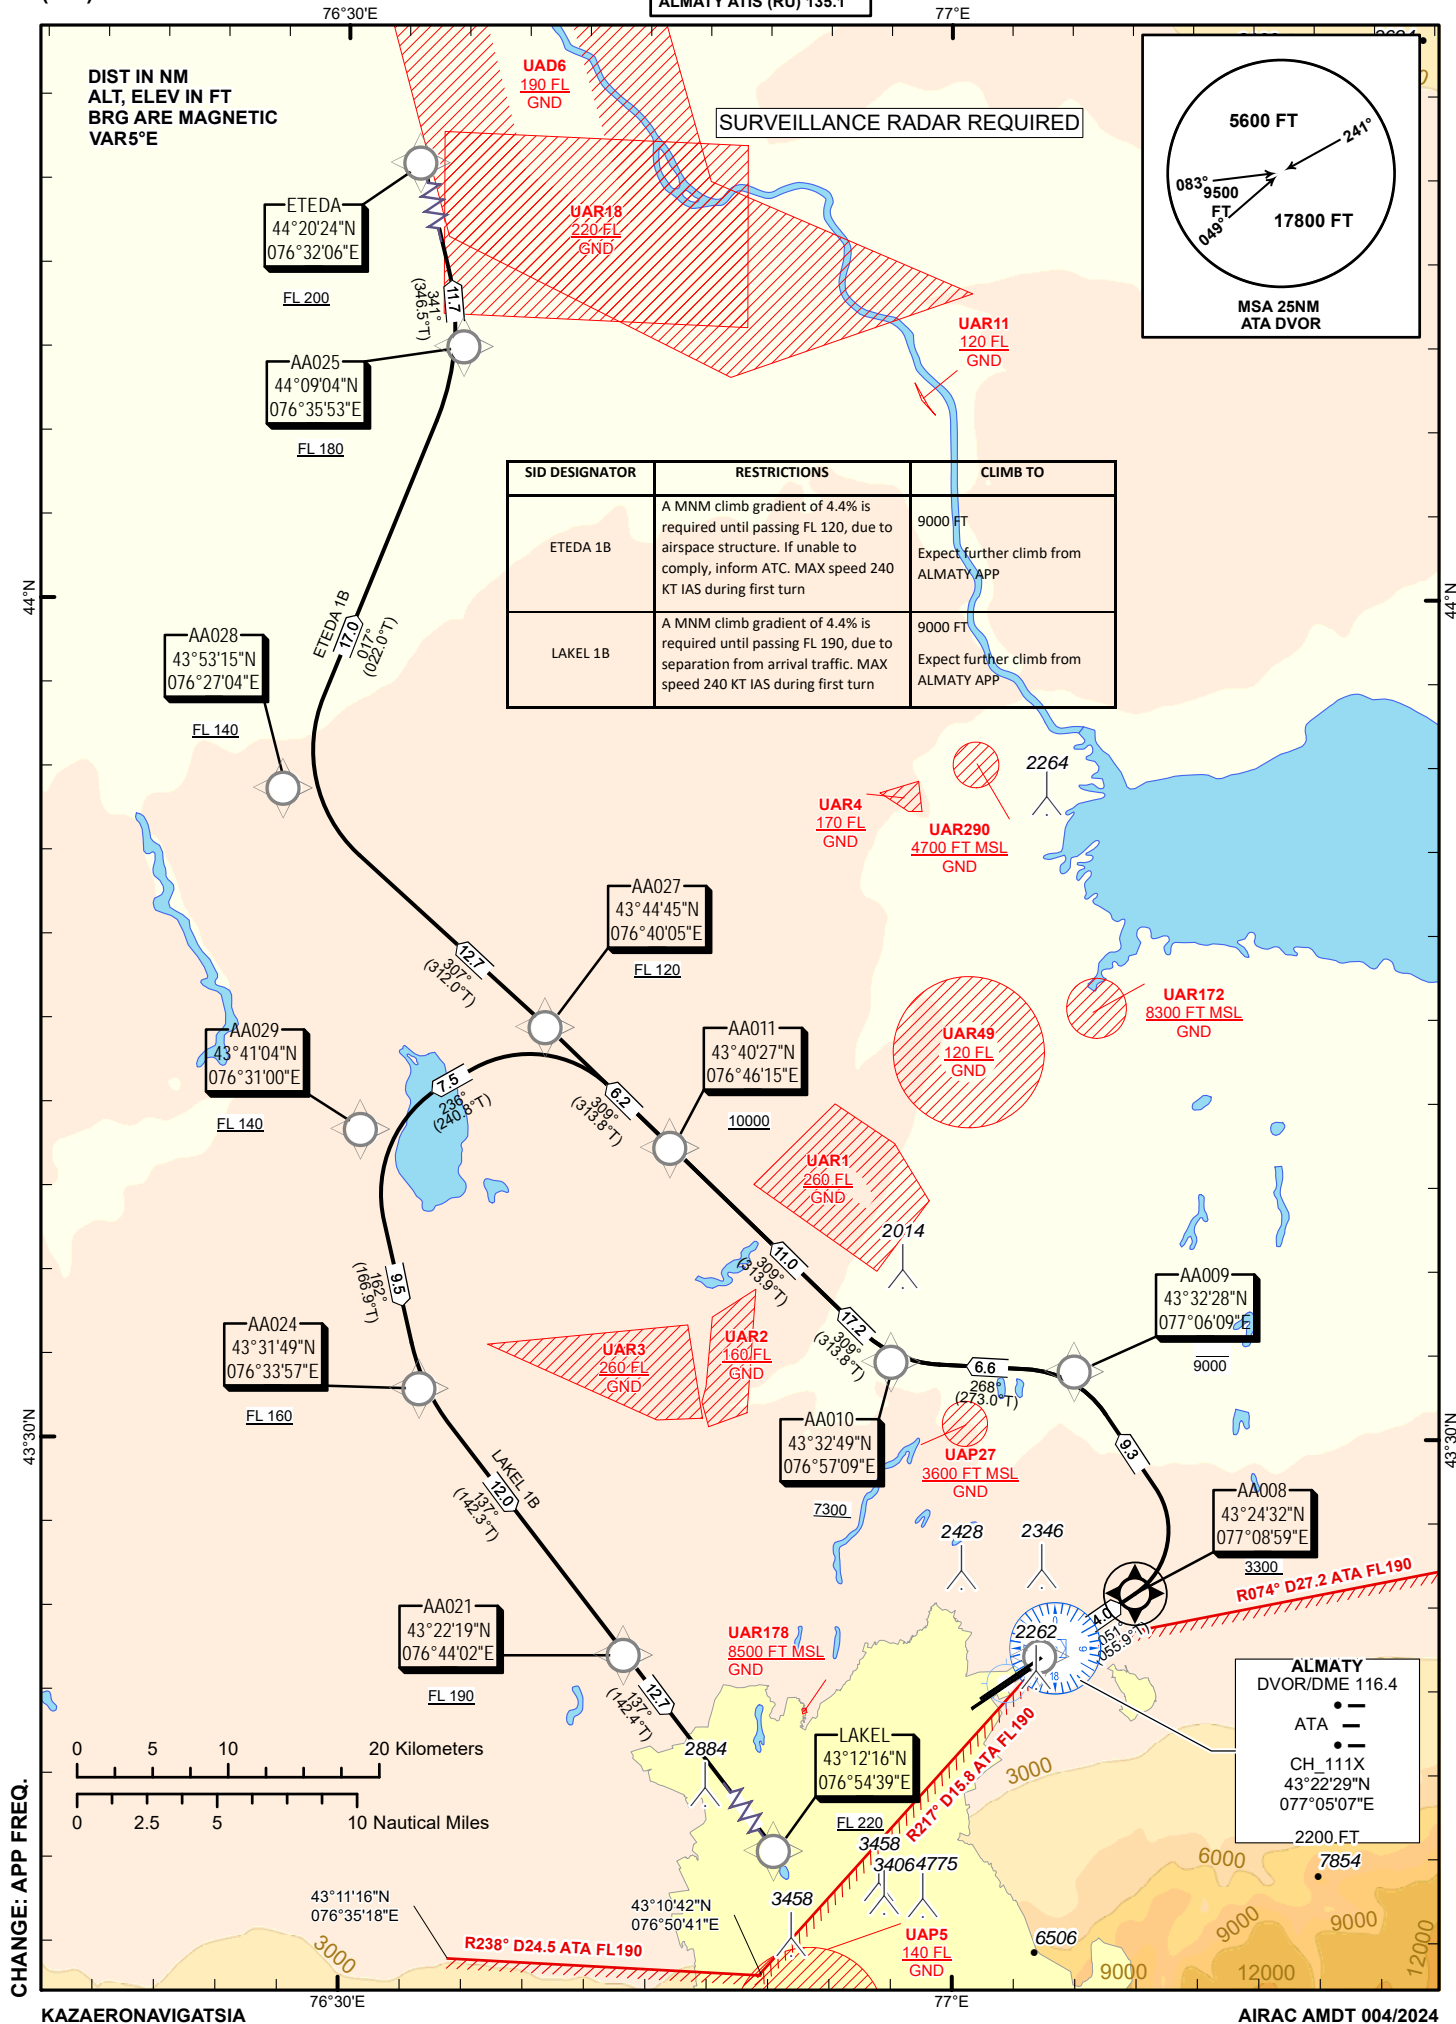 ALMATY ATIS (RU) 135.1
76°30'E
77°E
DIST IN NM
ALT, ELEV IN FT
BRG ARE MAGNETIC
VAR5°E
UAD6
190 FL
GND
SURVEILLANCE RADAR REQUIRED
5600 FT
241°
083°
9500
FT
049°
17800 FT
MSA 25NM
ATA DVOR
ETEDA
44°20'24"N
076°32'06"E
FL 200
UAR18
220 FL
GND
11.7
341°
(346.5°T)
AA025
44°09'04"N
076°35'53"E
FL 180
UAR11
120 FL
GND
SID DESIGNATOR
RESTRICTIONS
CLIMB TO
ETEDA 1B
A MNM climb gradient of 4.4% is
required until passing FL 120, due to
airspace structure. If unable to
comply, inform ATC. MAX speed 240
KT IAS during first turn
9000 FT
Expect further climb from
ALMATY APP
LAKEL 1B
A MNM climb gradient of 4.4% is
required until passing FL 190, due to
separation from arrival traffic. MAX
speed 240 KT IAS during first turn
9000 FT
Expect further climb from
ALMATY APP
44°N
44°N
ETEDA 1B
17.0
017°
(022.0°T)
AA028
43°53'15"N
076°27'04"E
FL 140
2264
UAR4
170 FL
GND
UAR290
4700 FT MSL
GND
AA027
43°44'45"N
076°40'05"E
FL 120
12.7
307°
(312.0°T)
UAR172
8300 FT MSL
GND
UAR49
120 FL
GND
AA029
43°41'04"N
076°31'00"E
FL 140
AA011
43°40'27"N
076°46'15"E
10000
7.5
236°
(240.8°T)
6.2
309°
(313.8°T)
UAR1
260 FL
GND
2014
11.0
309°
(313.9°T)
9.5
162°
(166.9°T)
AA009
43°32'28"N
077°06'09"E
9000
AA024
43°31'49"N
076°33'57"E
FL 160
UAR3
260 FL
GND
UAR2
160 FL
GND
17.2
309°
(313.8°T)
6.6
268°
(273.0°T)
AA010
43°32'49"N
076°57'09"E
7300
UAP27
3600 FT MSL
GND
9.3
43°30'N
43°30'N
LAKEL 1B
12.0
137°
(142.3°T)
AA008
43°24'32"N
077°08'59"E
3300
2428
2346
R074° D27.2 ATA FL190
4.0
051°
055.9°T)
2262
18
AA021
43°22'19"N
076°44'02"E
FL 190
UAR178
8500 FT MSL
GND
12.7
137°
(142.4°T)
ALMATY
DVOR/DME 116.4
ATA
CH_111X
43°22'29"N
077°05'07"E
2200 FT
LAKEL
43°12'16"N
076°54'39"E
FL 220
R217° D15.8 ATA FL190
2884
0 5 10 20 Kilometers
0 2.5 5 10 Nautical Miles
3000
3458
3406
4775
6000
7854
43°11'16"N
076°35'18"E
43°10'42"N
076°50'41"E
3458
R238° D24.5 ATA FL190
UAP5
140 FL
GND
6506
3000
9000
9000
9000
12000
12000
76°30'E
77°E
CHANGE: APP FREQ.
KAZAERONAVIGATSIA
AIRAC AMDT 004/2024